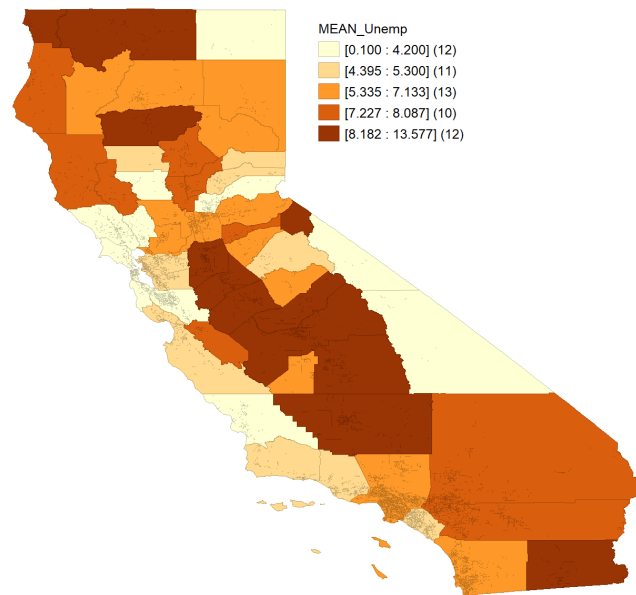 MEAN_Unemp
[0.100 : 4.200] (12)
[4.395 : 5.300] (11)
[5.335 : 7.133] (13)
[7.227 : 8.087] (10)
[8.182 : 13.577] (12)